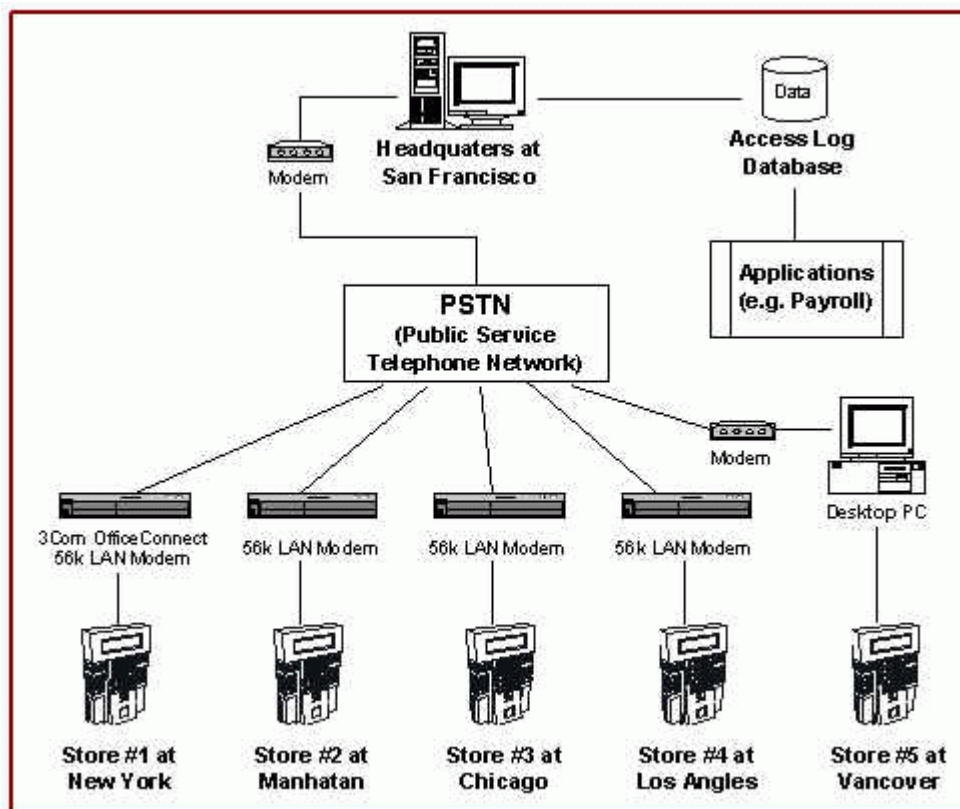 Data
Headquaters at
San Francisco
Access Log
Database
Modem
Applications
(e.g. Payroll)
PSTN
(Public Service
Telephone Network)
Modem
Desktop PC
3Com OfficeConnect
56k LAN Modem
56k LAN Modem
56k LAN Modem
56k LAN Modem
Store #1 at
New York
Store #2 at
Manhatan
Store #3 at
Chicago
Store #4 at
Los Angles
Store #5 at
Vancover